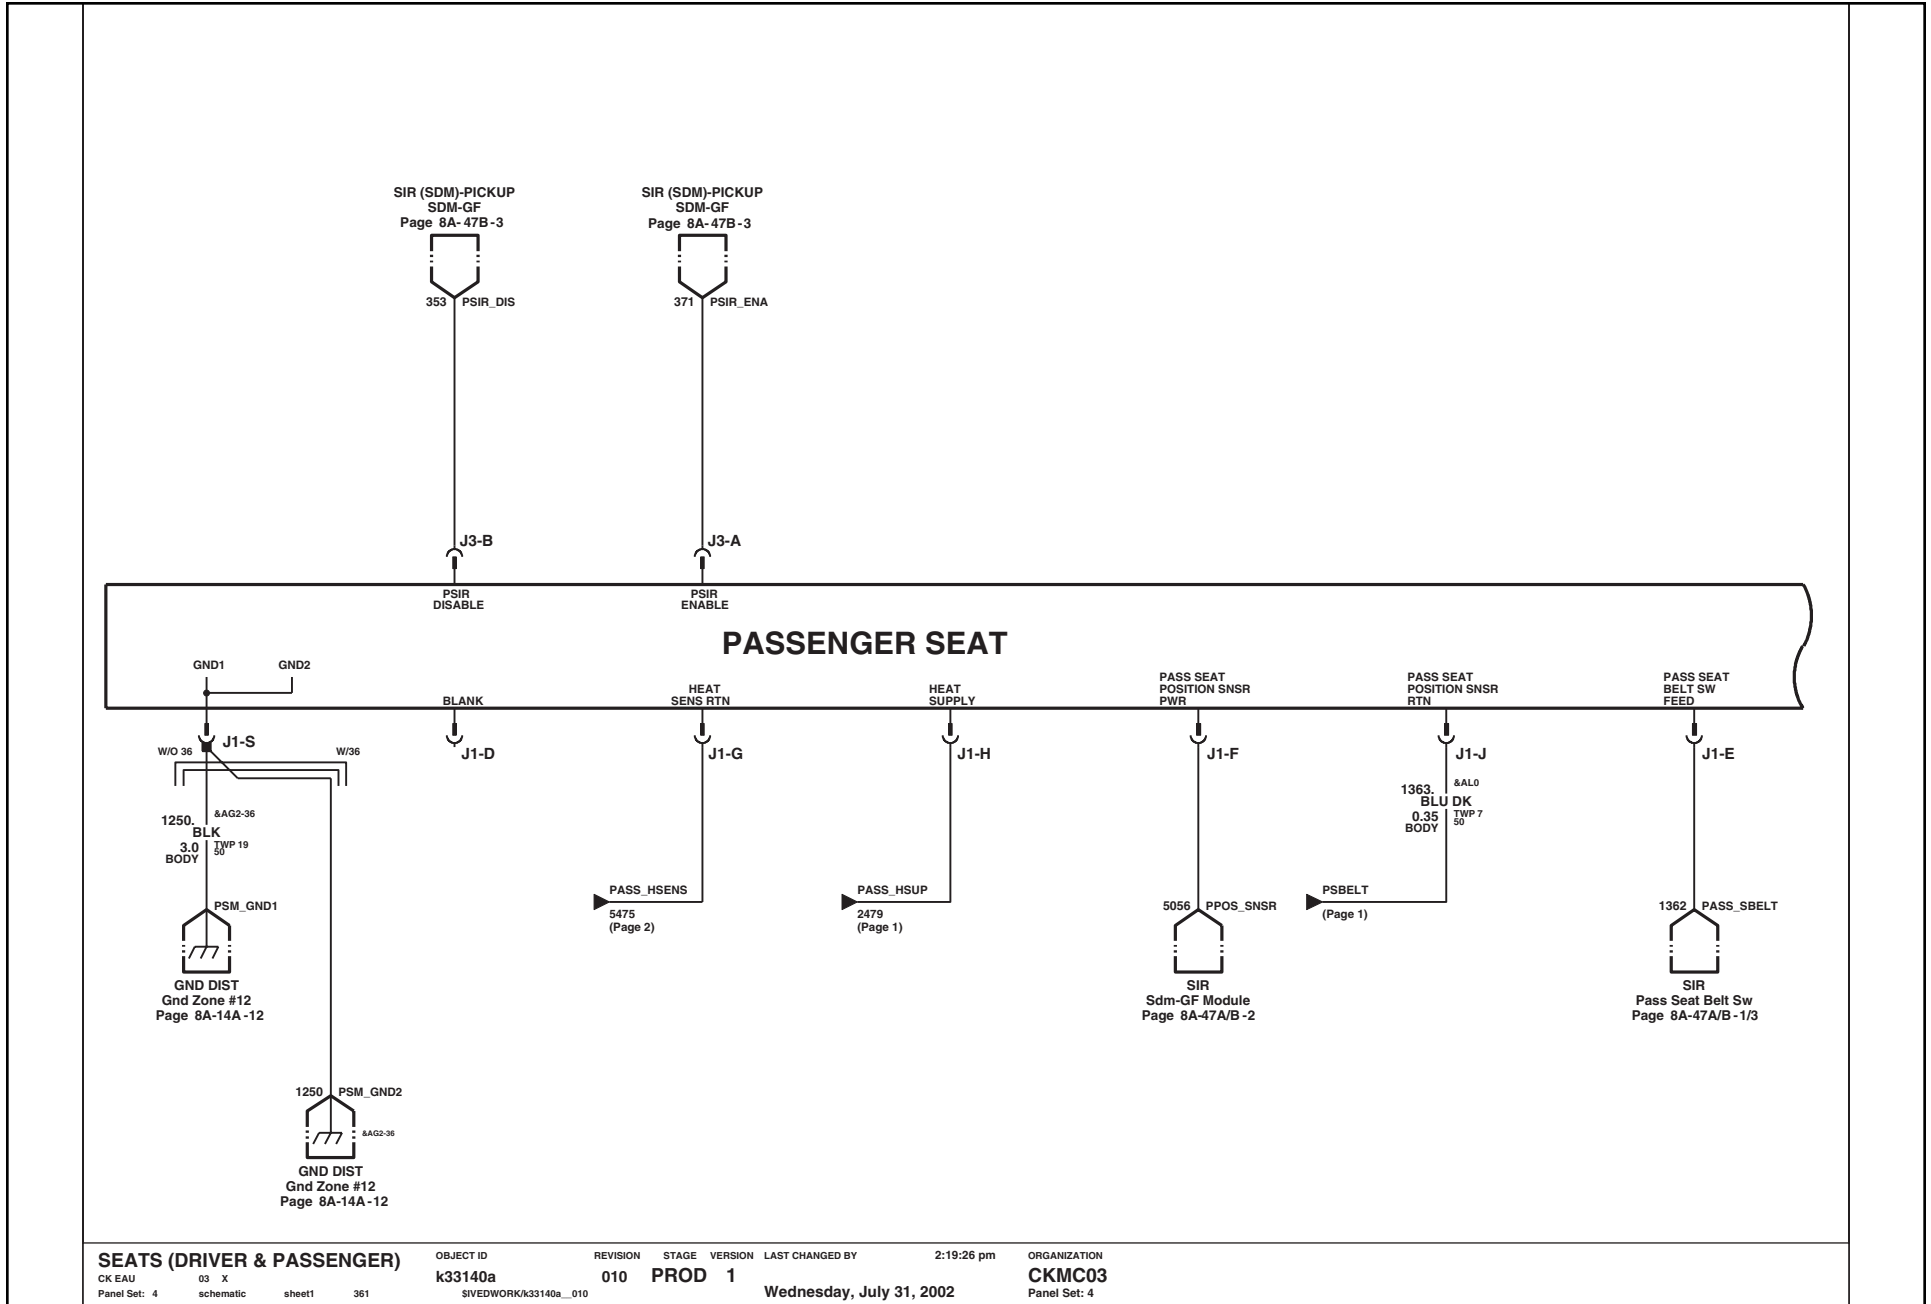 SIR (SDM)-PICKUP
SDM-GF
Page 8A-47B-3
SIR (SDM)-PICKUP
SDM-GF
Page 8A-47B-3
353 PSIR_DIS
371 PSIR_ENA
J3-B
J3-A
PSIR
DISABLE
PSIR
ENABLE
PASSENGER SEAT
GND1
GND2
BLANK
HEAT
SENS RTN
HEAT
SUPPLY
PASS SEAT
POSITION SNSR
PWR
PASS SEAT
POSITION SNSR
RTN
PASS SEAT
BELT SW
FEED
J1-S
J1-D
J1-G
J1-H
J1-F
J1-J
J1-E
W/O 36
W/36
1250.
&AG2-36
BLK
3.0
TWP 19
50
BODY
1363.
&AL0
BLU DK
0.35
TWP 7
50
BODY
PSM_GND1
GND DIST
Gnd Zone #12
Page 8A-14A-12
PASS_HSENS
5475
(Page 2)
PASS_HSUP
2479
(Page 1)
5056 PPOS_SNSR
SIR
Sdm-GF Module
Page 8A-47A/B-2
PSBELT
(Page 1)
1362 PASS_SBELT
SIR
Pass Seat Belt Sw
Page 8A-47A/B-1/3
1250 PSM_GND2
&AG2-36
GND DIST
Gnd Zone #12
Page 8A-14A-12
SEATS (DRIVER & PASSENGER)
CK EAU 03 X
Panel Set: 4 schematic sheet1 361
OBJECT ID
k33140a
$IVEDWORK/k33140a__010
REVISION
010
STAGE
PROD
VERSION
1
LAST CHANGED BY
2:19:26 pm
Wednesday, July 31, 2002
ORGANIZATION
CKMC03
Panel Set: 4